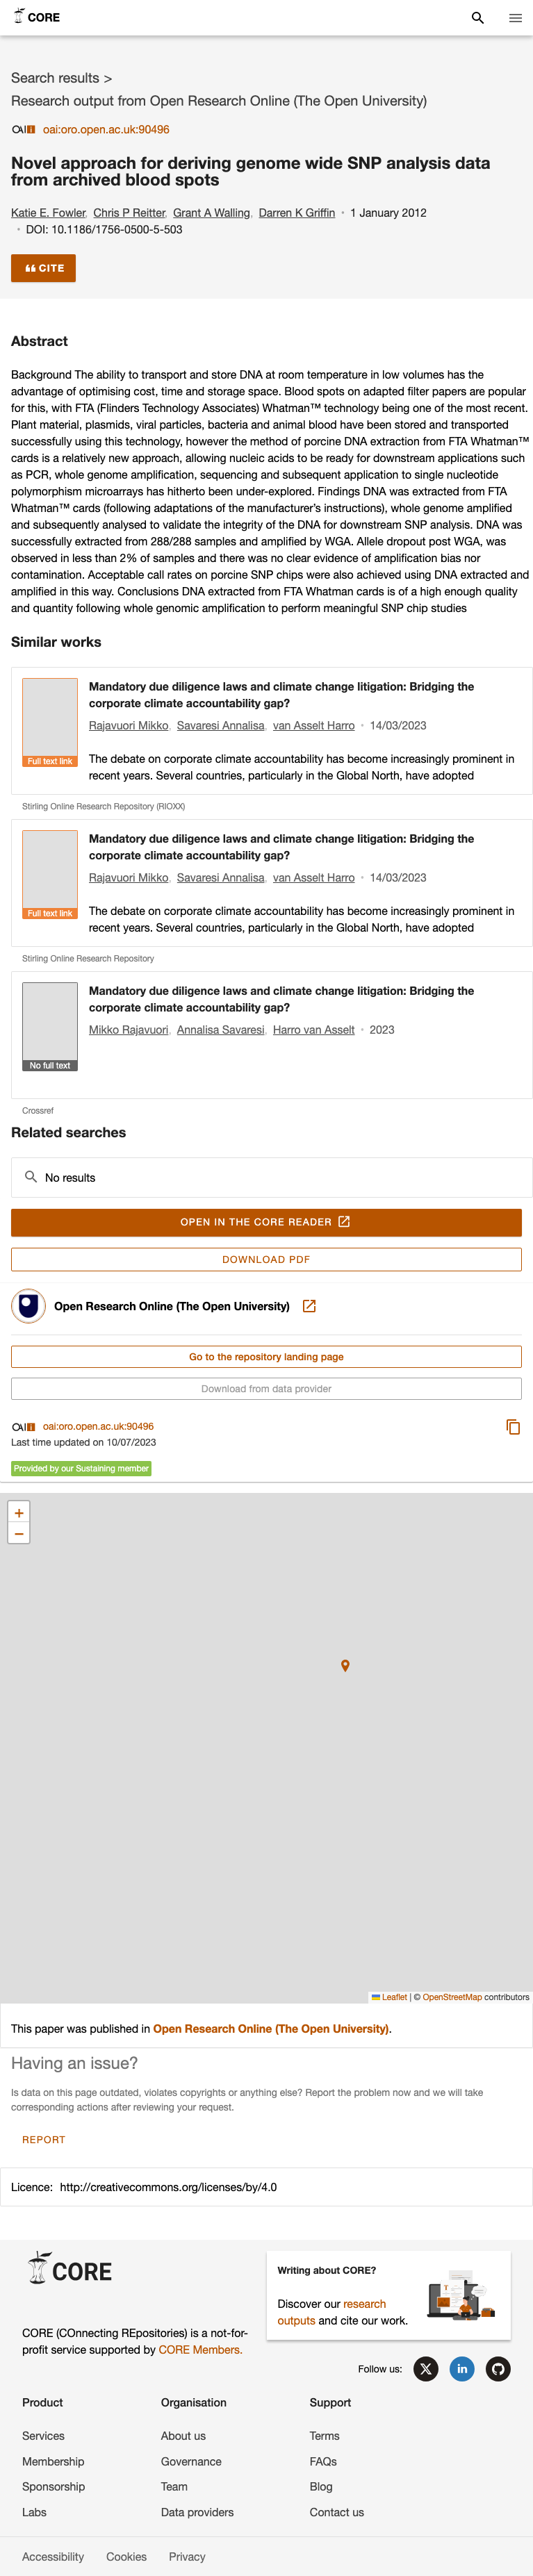 CORE
Search results >
Research output from Open Research Online (The Open University)
OAI oai:oro.open.ac.uk:90496
Novel approach for deriving genome wide SNP analysis data
from archived blood spots
Katie E. Fowler, Chris P Reitter, Grant A Walling, Darren K Griffin • 1 January 2012
• DOI: 10.1186/1756-0500-5-503
CITE
Abstract
Background The ability to transport and store DNA at room temperature in low volumes has the
advantage of optimising cost, time and storage space. Blood spots on adapted filter papers are popular
for this, with FTA (Flinders Technology Associates) Whatman™ technology being one of the most recent.
Plant material, plasmids, viral particles, bacteria and animal blood have been stored and transported
successfully using this technology, however the method of porcine DNA extraction from FTA Whatman™
cards is a relatively new approach, allowing nucleic acids to be ready for downstream applications such
as PCR, whole genome amplification, sequencing and subsequent application to single nucleotide
polymorphism microarrays has hitherto been under-explored. Findings DNA was extracted from FTA
Whatman™ cards (following adaptations of the manufacturer’s instructions), whole genome amplified
and subsequently analysed to validate the integrity of the DNA for downstream SNP analysis. DNA was
successfully extracted from 288/288 samples and amplified by WGA. Allele dropout post WGA, was
observed in less than 2% of samples and there was no clear evidence of amplification bias nor
contamination. Acceptable call rates on porcine SNP chips were also achieved using DNA extracted and
amplified in this way. Conclusions DNA extracted from FTA Whatman cards is of a high enough quality
and quantity following whole genomic amplification to perform meaningful SNP chip studies
Similar works
Mandatory due diligence laws and climate change litigation: Bridging the
corporate climate accountability gap?
Rajavuori Mikko, Savaresi Annalisa, van Asselt Harro • 14/03/2023
Full text link
The debate on corporate climate accountability has become increasingly prominent in
recent years. Several countries, particularly in the Global North, have adopted
Stirling Online Research Repository (RIOXX)
Mandatory due diligence laws and climate change litigation: Bridging the
corporate climate accountability gap?
Rajavuori Mikko, Savaresi Annalisa, van Asselt Harro • 14/03/2023
Full text link
The debate on corporate climate accountability has become increasingly prominent in
recent years. Several countries, particularly in the Global North, have adopted
Stirling Online Research Repository
Mandatory due diligence laws and climate change litigation: Bridging the
corporate climate accountability gap?
Mikko Rajavuori, Annalisa Savaresi, Harro van Asselt • 2023
No full text
Crossref
Related searches
No results
OPEN IN THE CORE READER
DOWNLOAD PDF
Open Research Online (The Open University)
Go to the repository landing page
Download from data provider
OAI oai:oro.open.ac.uk:90496
Last time updated on 10/07/2023
Provided by our Sustaining member
+
−
Leaflet | © OpenStreetMap contributors
This paper was published in Open Research Online (The Open University).
Having an issue?
Is data on this page outdated, violates copyrights or anything else? Report the problem now and we will take
corresponding actions after reviewing your request.
REPORT
Licence: http://creativecommons.org/licenses/by/4.0
CORE
CORE (COnnecting REpositories) is a not-for-
profit service supported by CORE Members.
Writing about CORE?
Discover our research
outputs and cite our work.
Follow us:
in
Product
Services
Membership
Sponsorship
Labs
Organisation
About us
Governance
Team
Data providers
Support
Terms
FAQs
Blog
Contact us
Accessibility Cookies Privacy